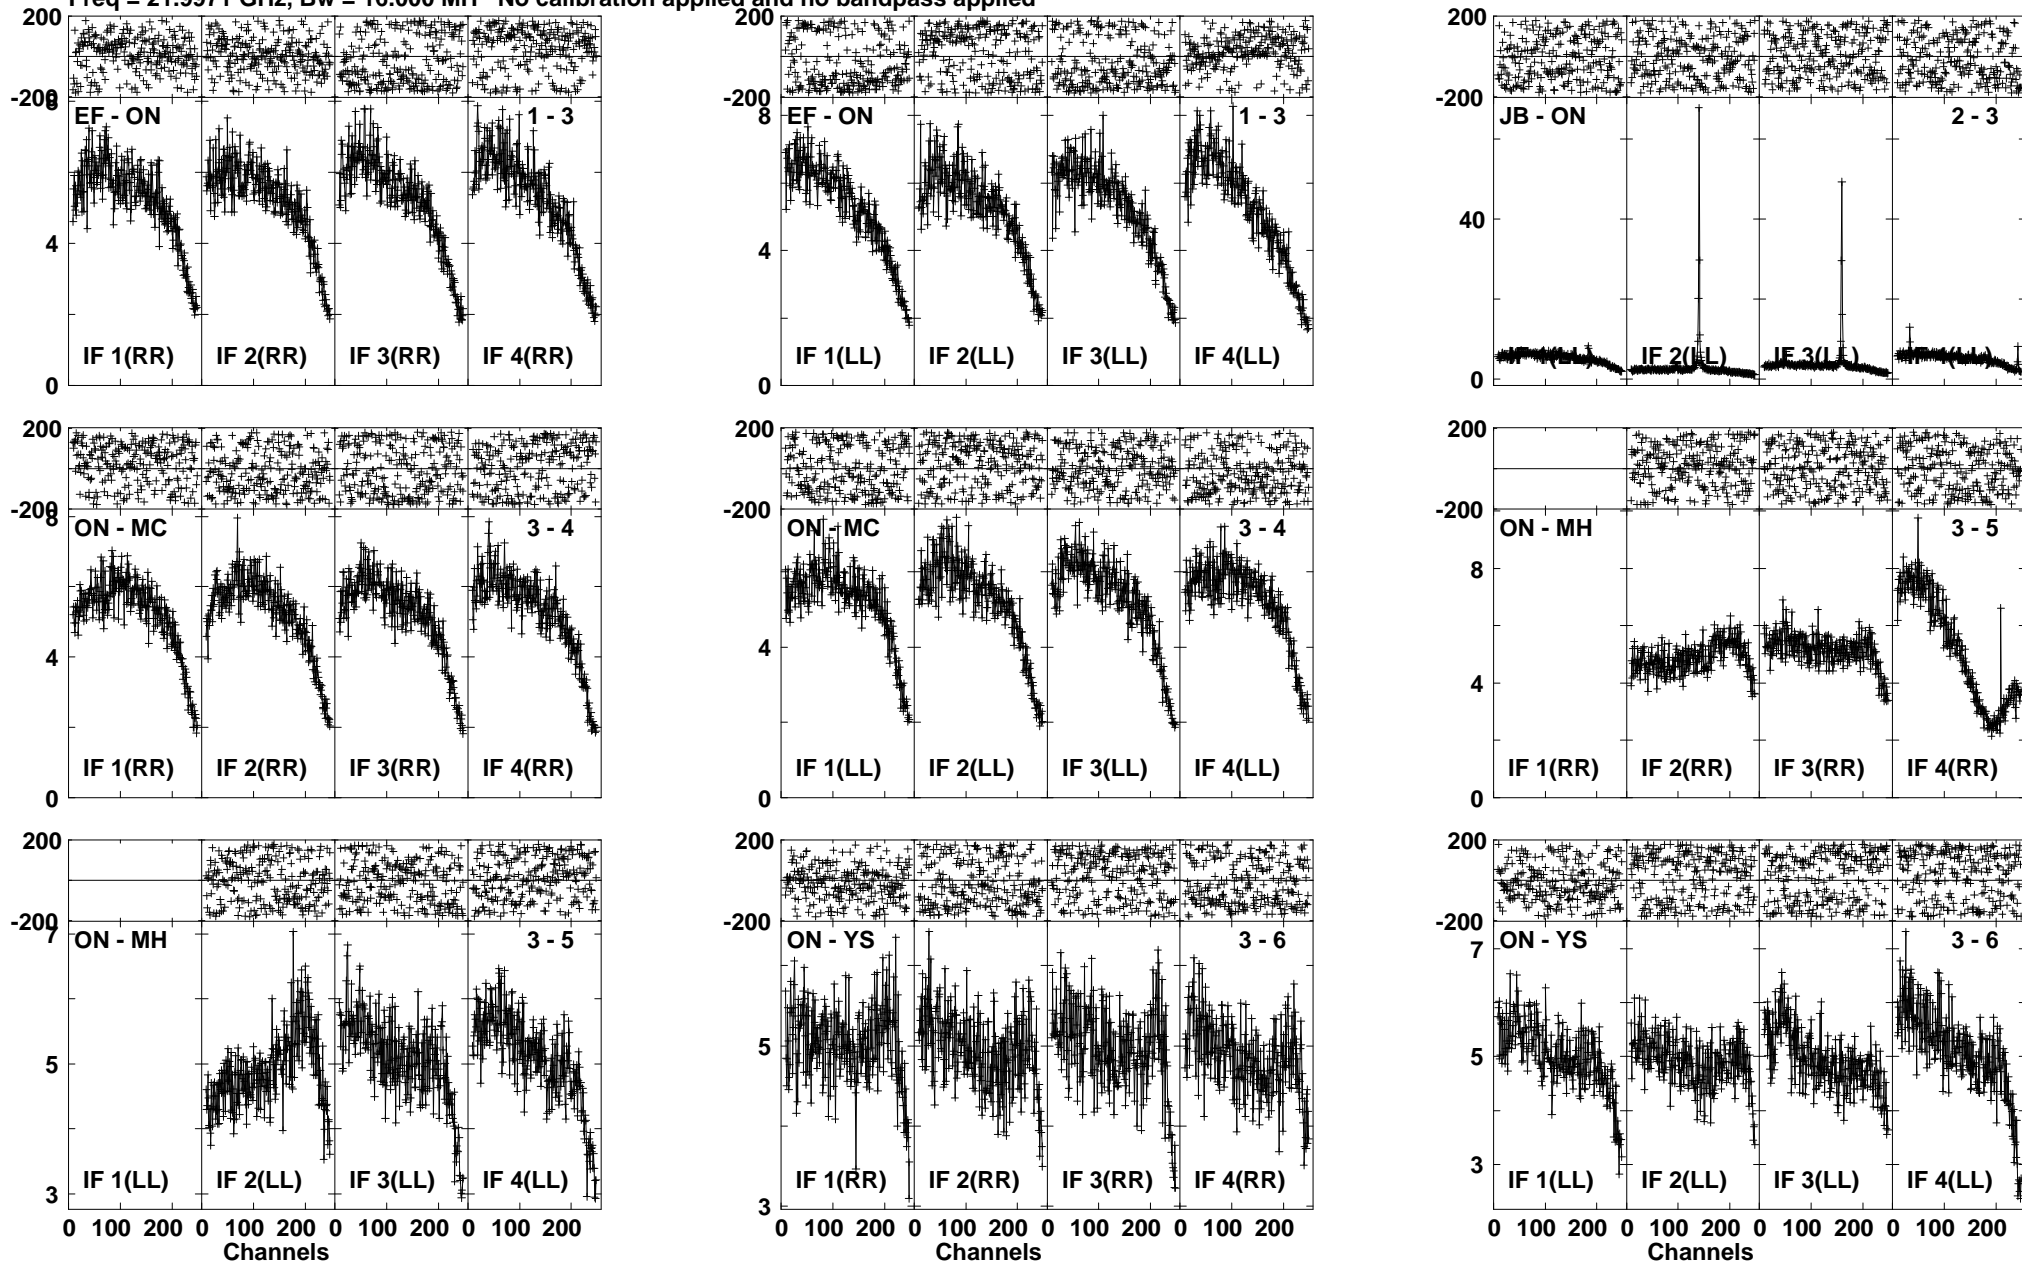 Freq = 21.9971 GHz, Bw = 16.000 MH No calibration applied and no bandpass applied
200 200 200
-200 -200 -200
8
EF - ON 1 - 3 EF - ON 1 - 3 JB - ON 2 - 3
8
40
4 4
IF 1(RR) IF 2(RR) IF 3(RR) IF 4(RR) IF 1(LL) IF 2(LL) IF 3(LL) IF 4(LL) IF 1(LL) IF 2(LL) IF 3(LL) IF 4(LL)
0 0 0
200 200 200
-200 -200 -200
8
ON - MC 3 - 4 ON - MC 3 - 4 ON - MH 3 - 5
8
4 4 4
IF 1(RR) IF 2(RR) IF 3(RR) IF 4(RR) IF 1(LL) IF 2(LL) IF 3(LL) IF 4(LL) IF 1(RR) IF 2(RR) IF 3(RR) IF 4(RR)
0 0 0
200 200 200
-200 -200 -200
7
ON - MH 3 - 5 ON - YS 3 - 6 ON - YS 3 - 6
7
5 5 5
IF 1(LL) IF 2(LL) IF 3(LL) IF 4(LL) IF 1(RR) IF 2(RR) IF 3(RR) IF 4(RR) IF 1(LL) IF 2(LL) IF 3(LL) IF 4(LL)
3 3 3
0 100 200 0 100 200 0 100 200 0 100 200 0 100 200 0 100 200 0 100 200 0 100 200 0 100 200 0 100 200 0 100 200 0 100 200
Channels Channels Channels